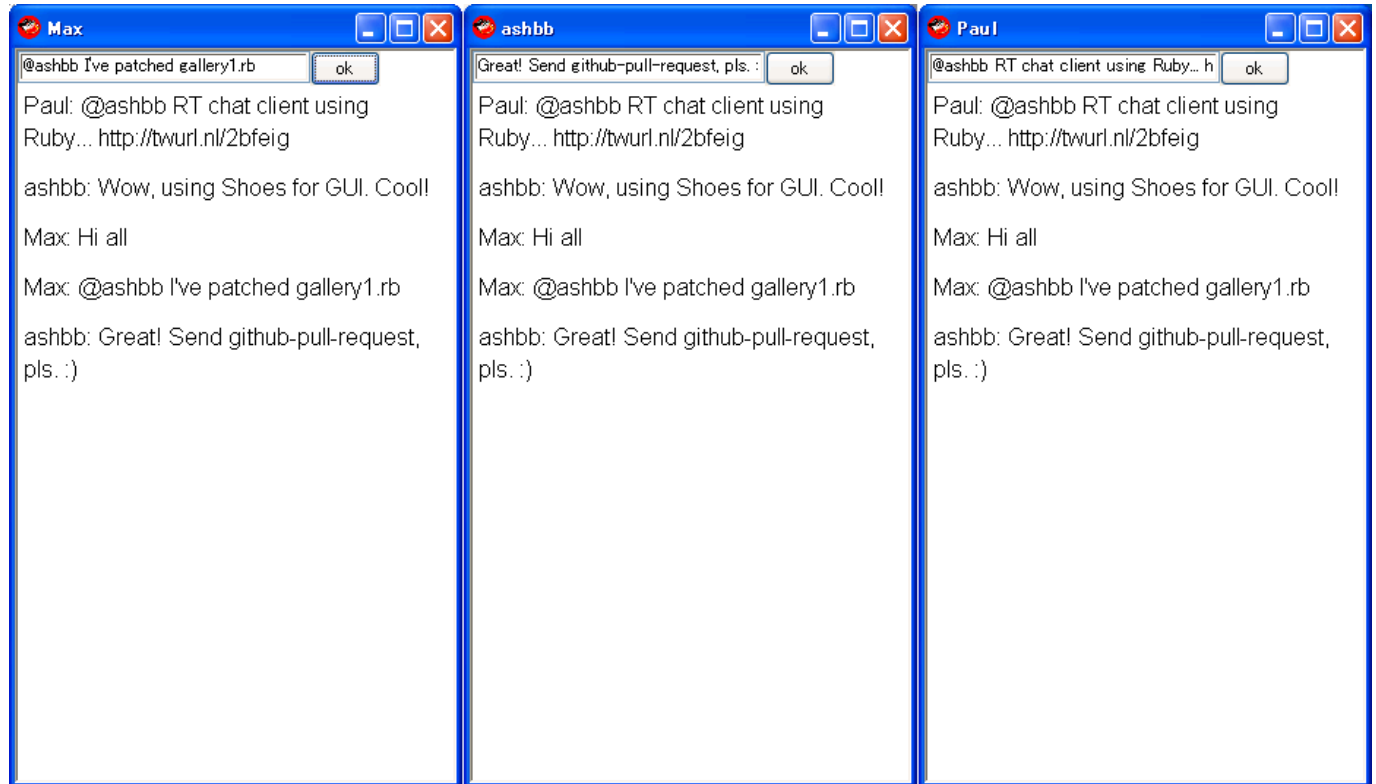 Max
@ashbb I've patched gallery1.rb
ok
Paul: @ashbb RT chat client using
Ruby... http://twurl.nl/2bfeig
ashbb: Wow, using Shoes for GUI. Cool!
Max: Hi all
Max: @ashbb I've patched gallery1.rb
ashbb: Great! Send github-pull-request,
pls. :)
ashbb
Great! Send github-pull-request, pls. :
ok
Paul: @ashbb RT chat client using
Ruby... http://twurl.nl/2bfeig
ashbb: Wow, using Shoes for GUI. Cool!
Max: Hi all
Max: @ashbb I've patched gallery1.rb
ashbb: Great! Send github-pull-request,
pls. :)
Paul
@ashbb RT chat client using Ruby... h
ok
Paul: @ashbb RT chat client using
Ruby... http://twurl.nl/2bfeig
ashbb: Wow, using Shoes for GUI. Cool!
Max: Hi all
Max: @ashbb I've patched gallery1.rb
ashbb: Great! Send github-pull-request,
pls. :)